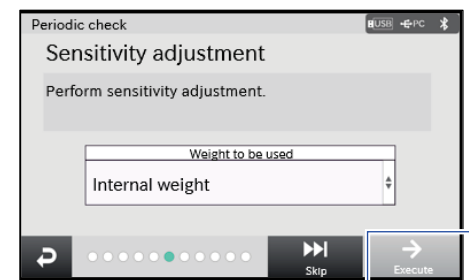 Periodic check
USB PC
Sensitivity adjustment
Perform sensitivity adjustment.
Weight to be used
Internal weight
Skip
Execute